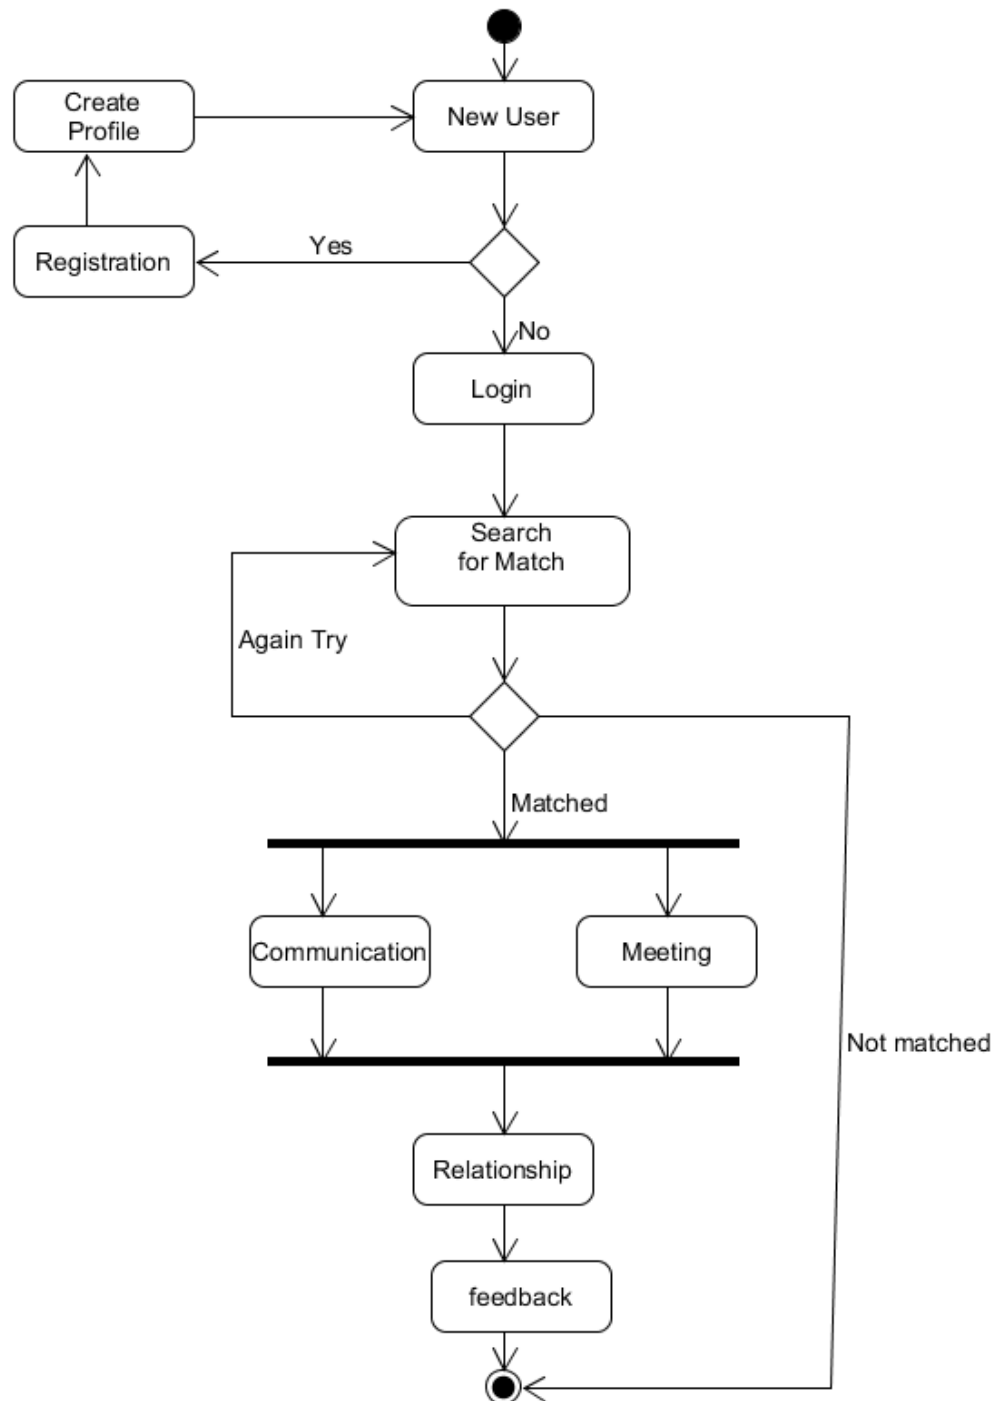 Create
Profile
New User
Yes
Registration
No
Login
Search
for Match
Again Try
Matched
Communication
Meeting
Not matched
Relationship
feedback